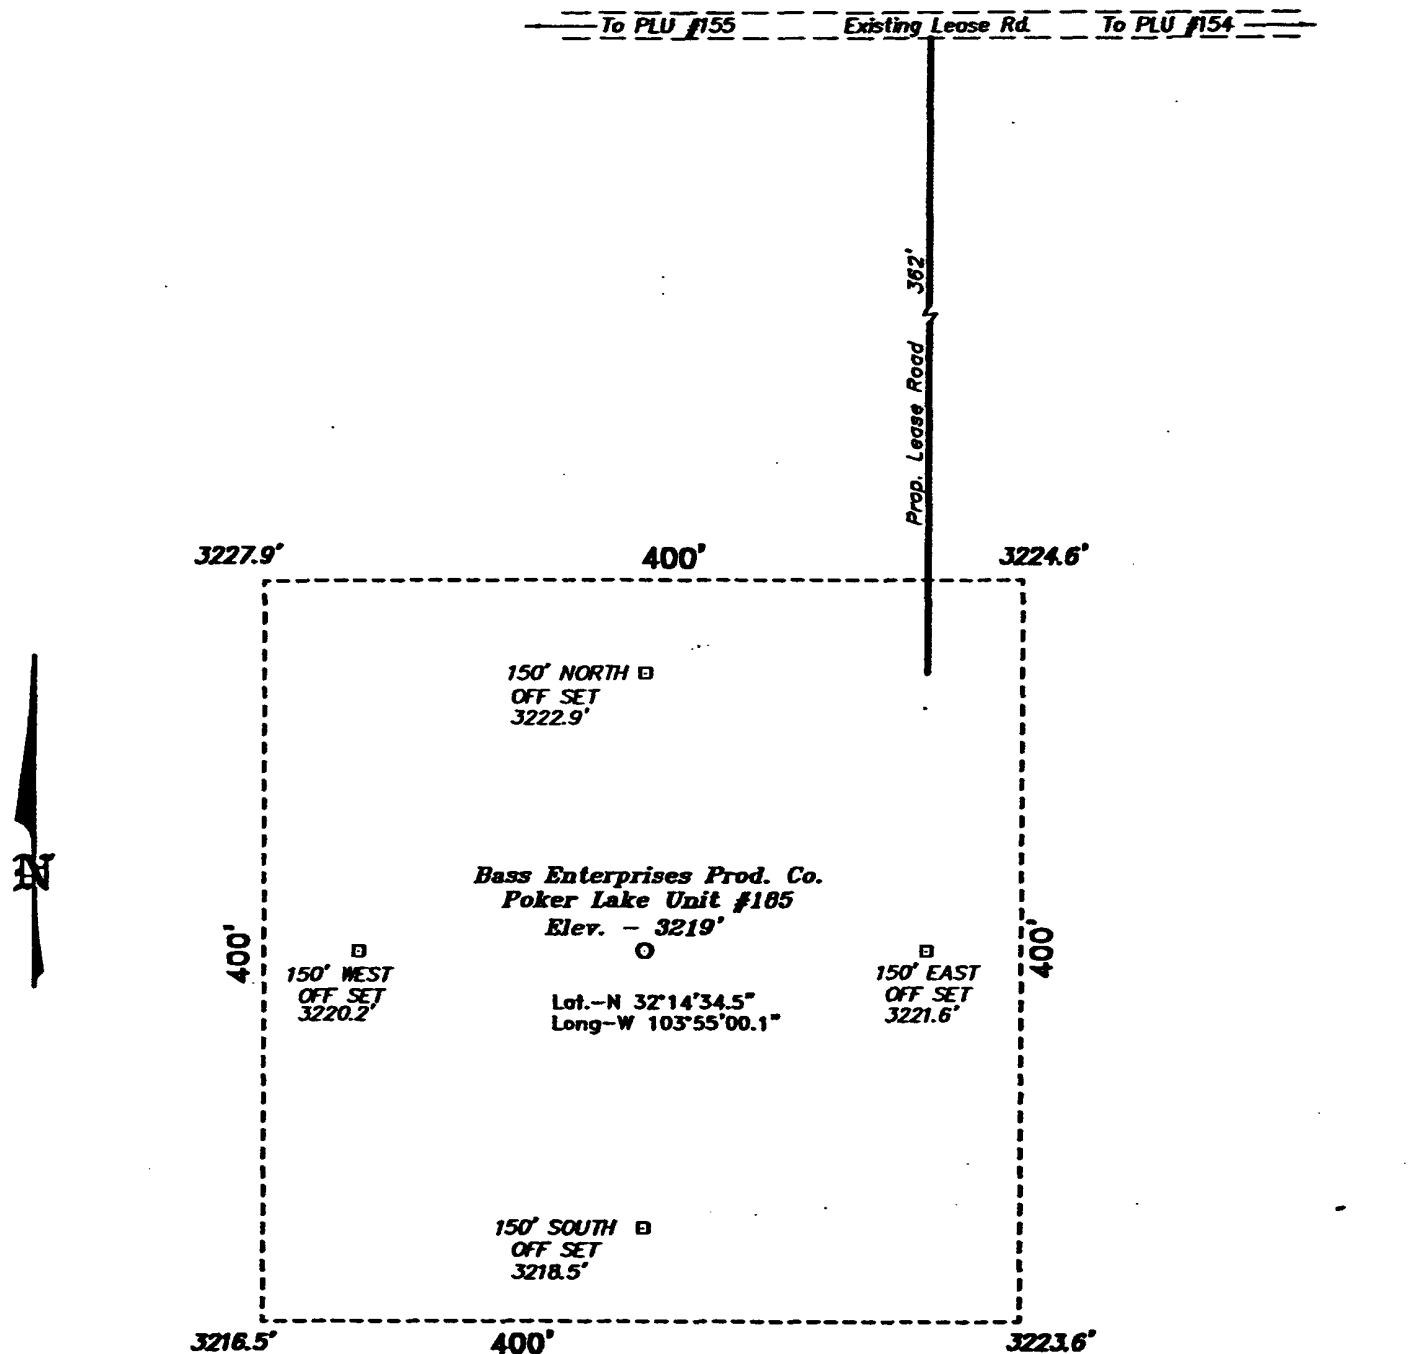 To PLU #155 Existing Lease Rd. To PLU #154
362'
Prop. Lease Road
3227.9'
400'
3224.6'
150' NORTH
OFF SET
3222.9'
N
Bass Enterprises Prod. Co.
Poker Lake Unit #185
Elev. - 3219'
400'
400'
150' WEST
OFF SET
3220.2'
150' EAST
OFF SET
3221.6'
Lat.-N 32°14'34.5"
Long-W 103°55'00.1"
150' SOUTH
OFF SET
3218.5'
3216.5'
400'
3223.6'